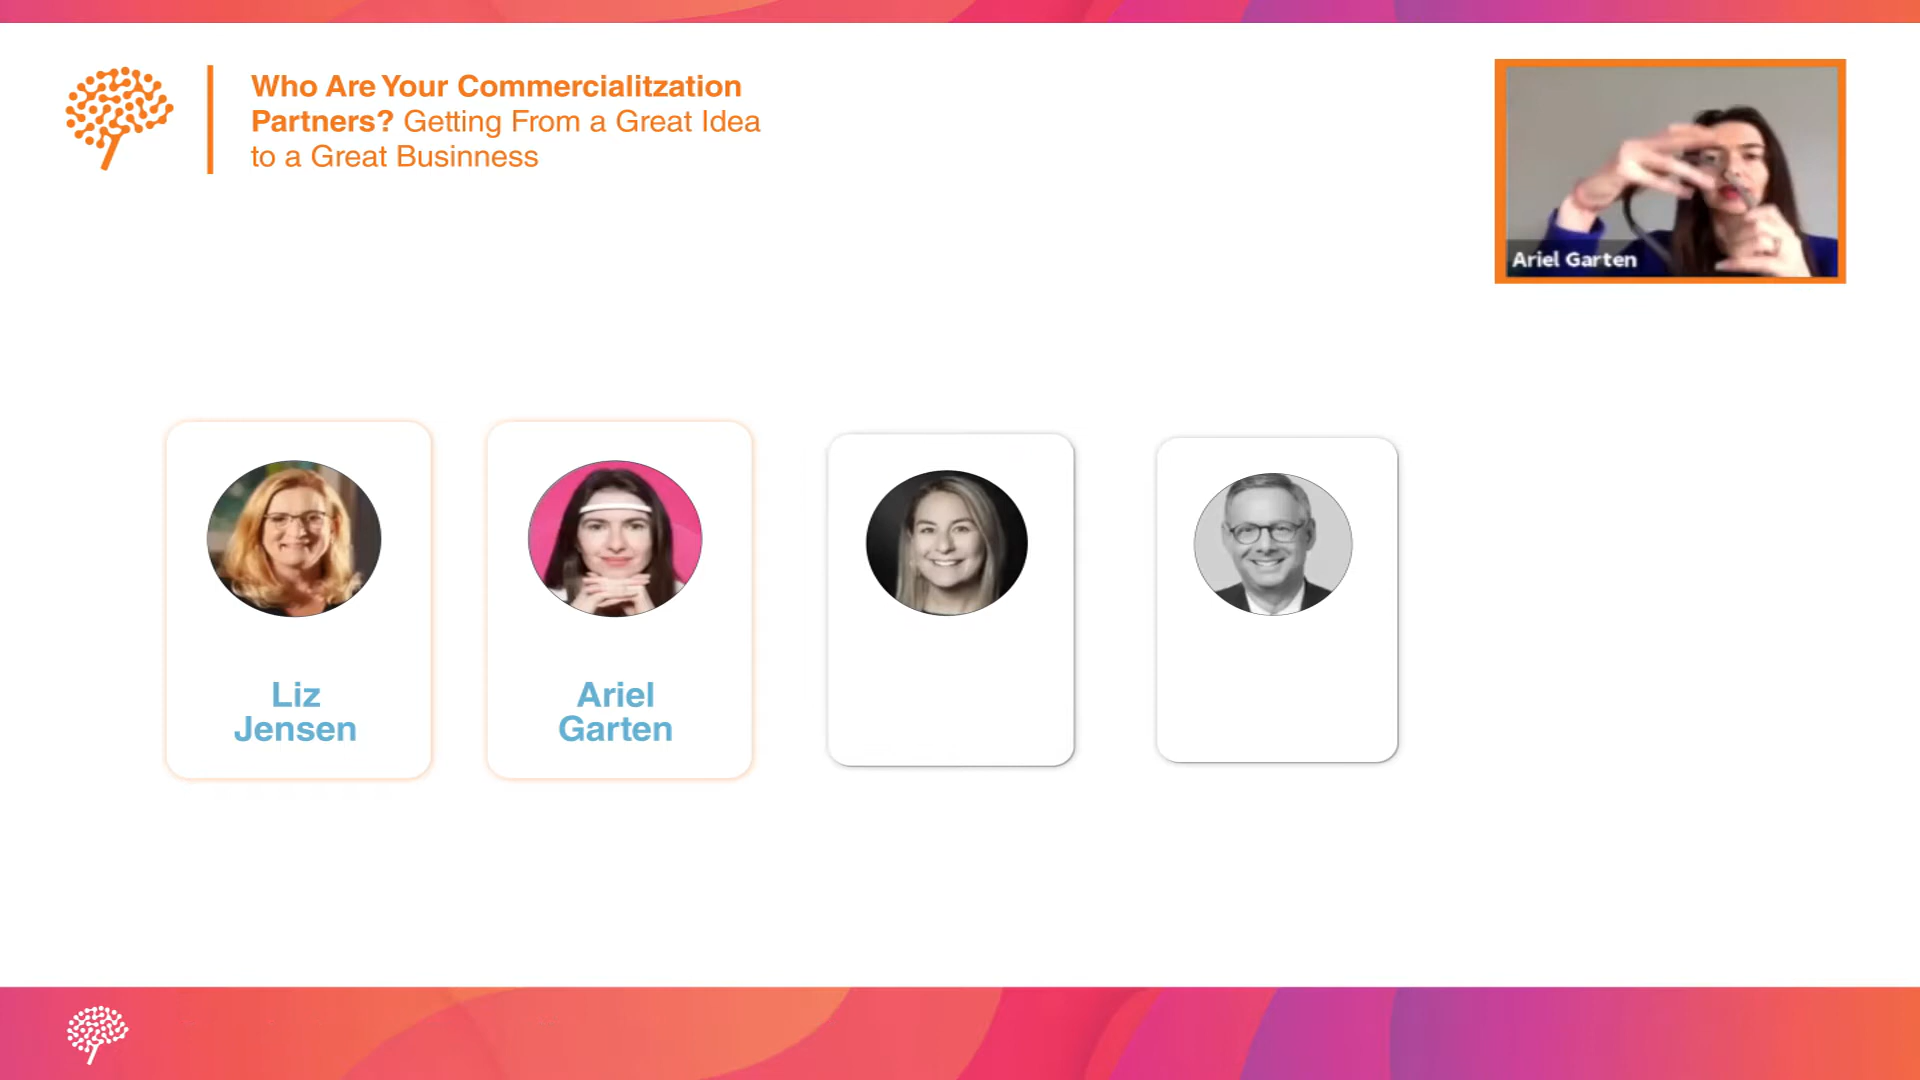 Who Are Your Commercialitzation
Partners? Getting From a Great Idea
to a Great Businness
Ariel Garten
Liz
Jensen
Ariel
Garten